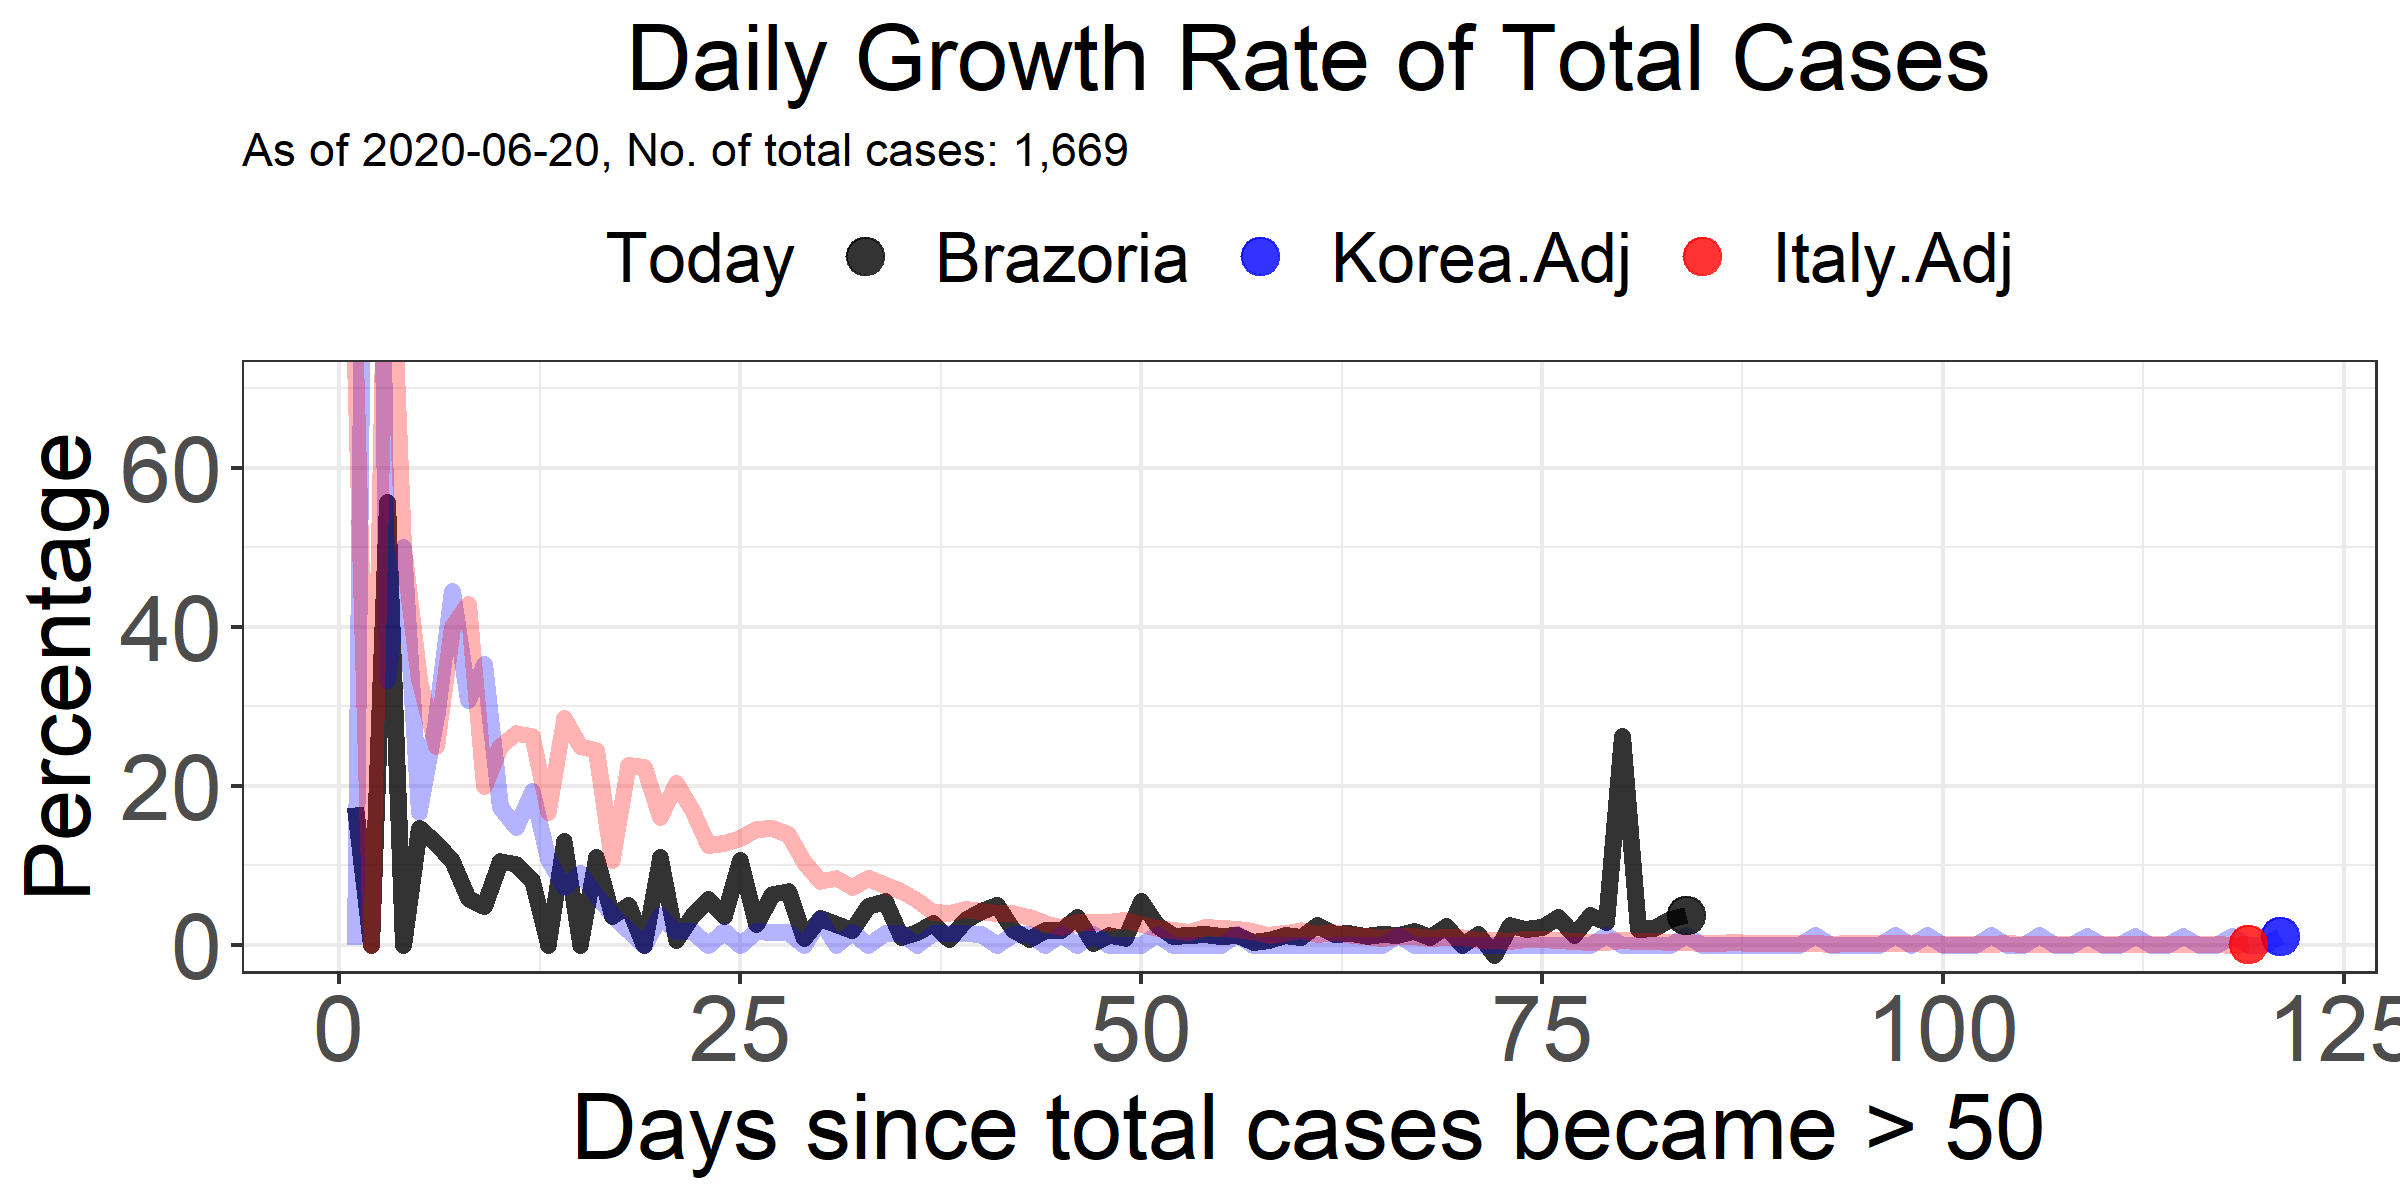 Daily Growth Rate of Total Cases
As of 2020-06-20, No. of total cases: 1,669
Today Brazoria Korea.Adj Italy.Adj
Percentage
60
40
20
0
0 25 50 75 100 125
Days since total cases became > 50